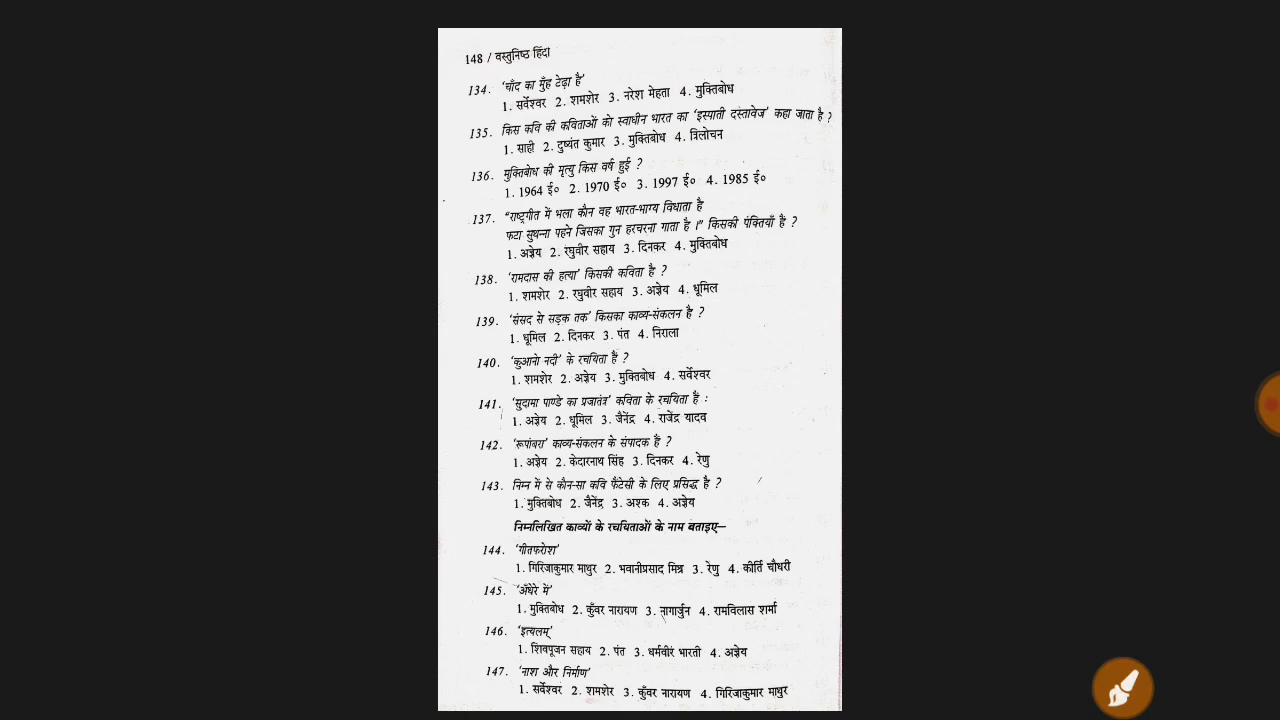 148 / वस्तुनिष्ठ हिंदी
134. 'चाँद का मुँह टेढ़ा है'
1. सर्वेश्वर 2. शमशेर 3. नरेश मेहता 4. मुक्तिबोध
135. किस कवि की कविताओं को स्वाधीन भारत का 'इस्पाती दस्तावेज' कहा जाता है ?
1. साही 2. दुष्यंत कुमार 3. मुक्तिबोध 4. त्रिलोचन
136. मुक्तिबोध की मृत्यु किस वर्ष हुई ?
1. 1964 ई० 2. 1970 ई० 3. 1997 ई० 4. 1985 ई०
137. "राष्ट्रगीत में भला कौन वह भारत-भाग्य विधाता है
फटा सुथन्ना पहने जिसका गुन हरचरना गाता है।" किसकी पंक्तियाँ है ?
1. अज्ञेय 2. रघुवीर सहाय 3. दिनकर 4. मुक्तिबोध
138. 'रामदास की हत्या' किसकी कविता है ?
1. शमशेर 2. रघुवीर सहाय 3. अज्ञेय 4. धूमिल
139. 'संसद से सड़क तक' किसका काव्य-संकलन है ?
1. धूमिल 2. दिनकर 3. पंत 4. निराला
140. 'कुआनो नदी' के रचयिता हैं ?
1. शमशेर 2. अज्ञेय 3. मुक्तिबोध 4. सर्वेश्वर
141. 'सुदामा पाण्डे का प्रजातंत्र' कविता के रचयिता हैं :
1. अज्ञेय 2. धूमिल 3. जैनेंद्र 4. राजेंद्र यादव
142. 'रूपांबरा' काव्य-संकलन के संपादक हैं ?
1. अज्ञेय 2. केदारनाथ सिंह 3. दिनकर 4. रेणु
143. निम्न में से कौन-सा कवि फैंटेसी के लिए प्रसिद्ध है ?
1. मुक्तिबोध 2. जैनेंद्र 3. अश्क 4. अज्ञेय
निम्नलिखित काव्यों के रचयिताओं के नाम बताइए—
144. 'गीतफरोश'
1. गिरिजाकुमार माथुर 2. भवानीप्रसाद मिश्र 3. रेणु 4. कीर्ति चौधरी
145. 'अँधेरे में'
1. मुक्तिबोध 2. कुँवर नारायण 3. नागार्जुन 4. रामविलास शर्मा
146. 'इत्यलम्'
1. शिवपूजन सहाय 2. पंत 3. धर्मवीर भारती 4. अज्ञेय
147. 'नाश और निर्माण'
1. सर्वेश्वर 2. शमशेर 3. कुँवर नारायण 4. गिरिजाकुमार माथुर